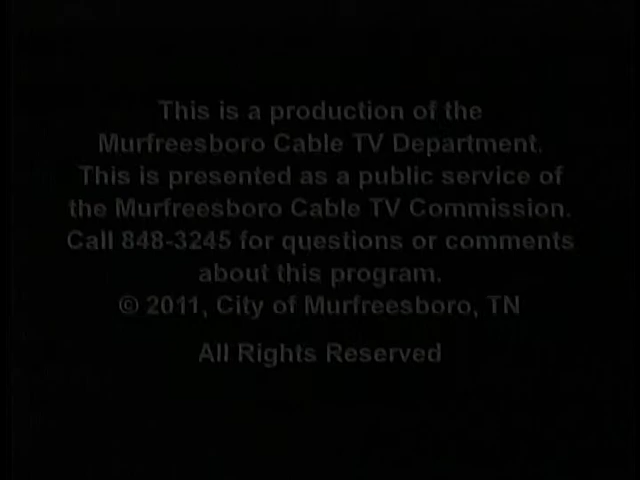 This is a production of the
Murfreesboro Cable TV Department.
This is presented as a public service of
the Murfreesboro Cable TV Commission.
Call 848-3245 for questions or comments
about this program.
© 2011, City of Murfreesboro, TN
All Rights Reserved